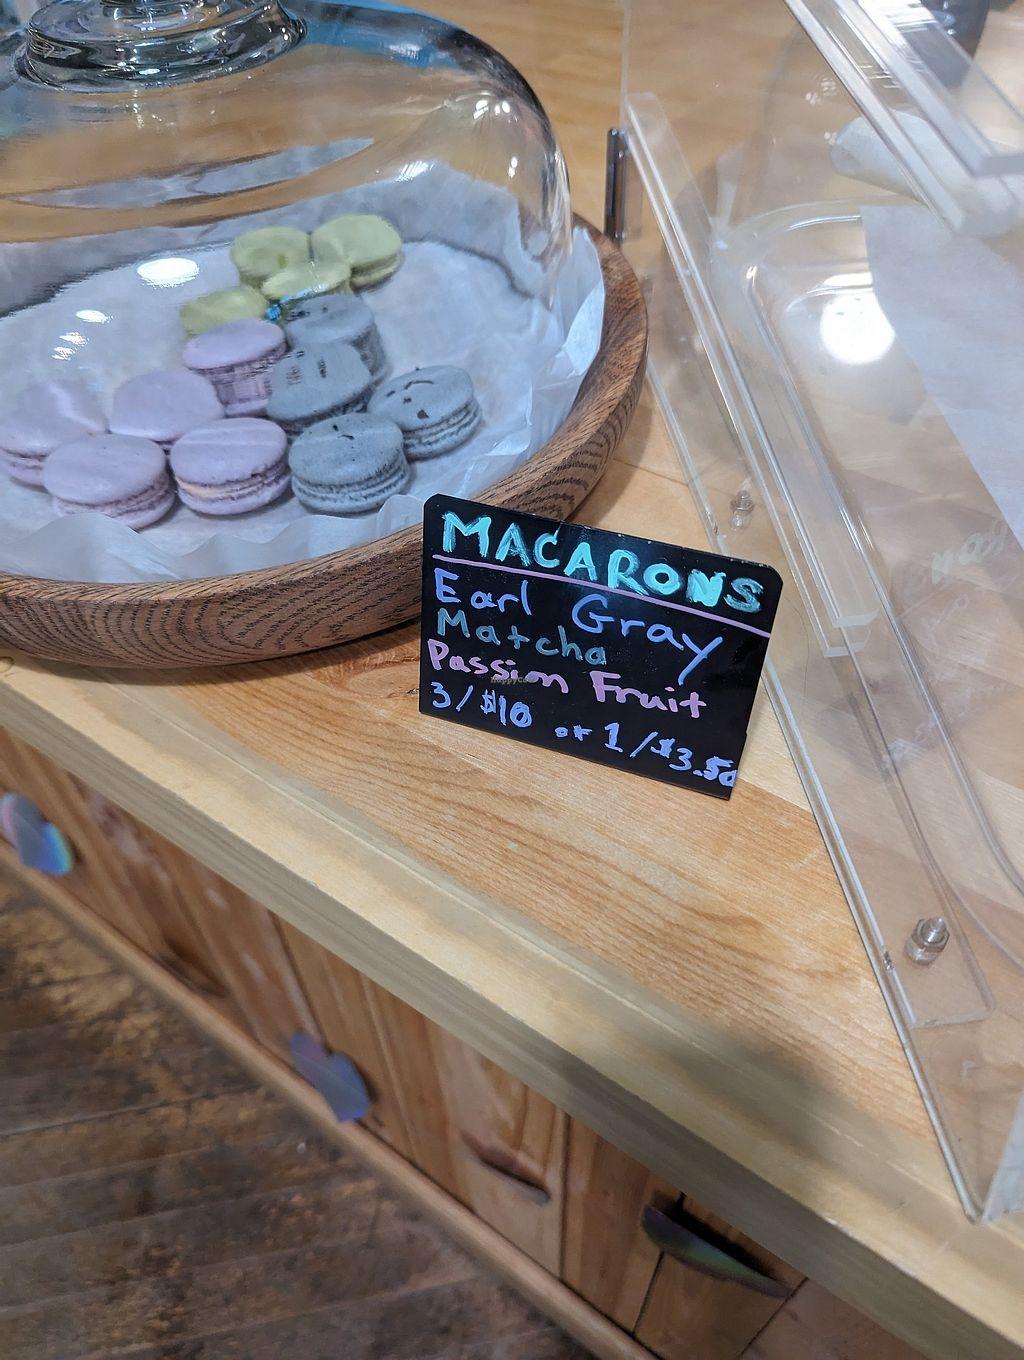 MACARONS
Earl Gray
Matcha
Passion Fruit
3/$10 or 1/$3.50